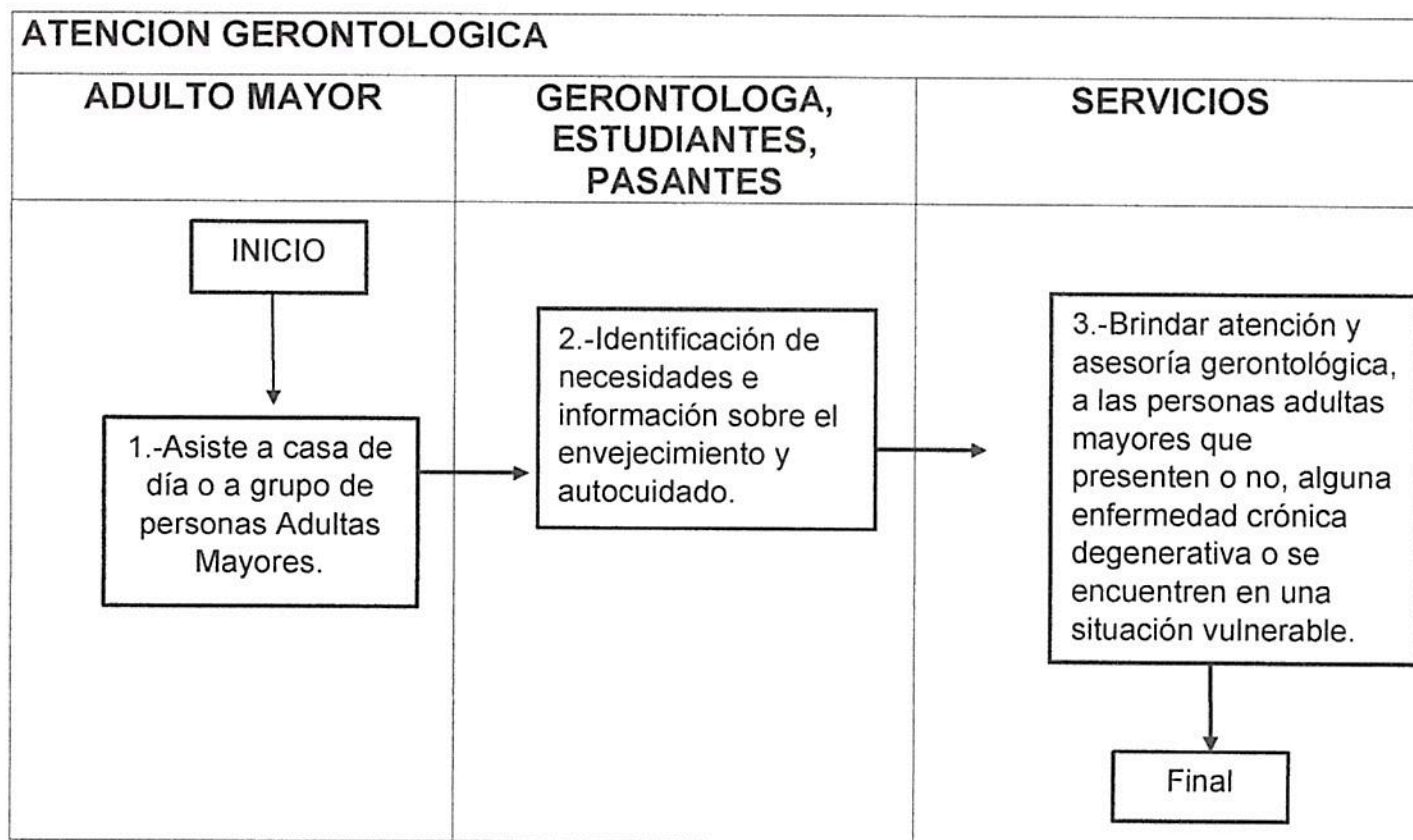 ATENCION GERONTOLOGICA
ADULTO MAYOR
GERONTOLOGA,
ESTUDIANTES,
PASANTES
SERVICIOS
INICIO
1.-Asiste a casa de
día o a grupo de
personas Adultas
Mayores.
2.-Identificación de
necesidades e
información sobre el
envejecimiento y
autocuidado.
3.-Brindar atención y
asesoría gerontológica,
a las personas adultas
mayores que
presenten o no, alguna
enfermedad crónica
degenerativa o se
encuentren en una
situación vulnerable.
Final